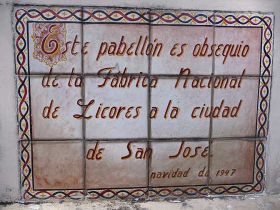 Este pabellón es obsequio
de la Fábrica Nacional
de Licores a la ciudad
de San José.
navidad de 1947